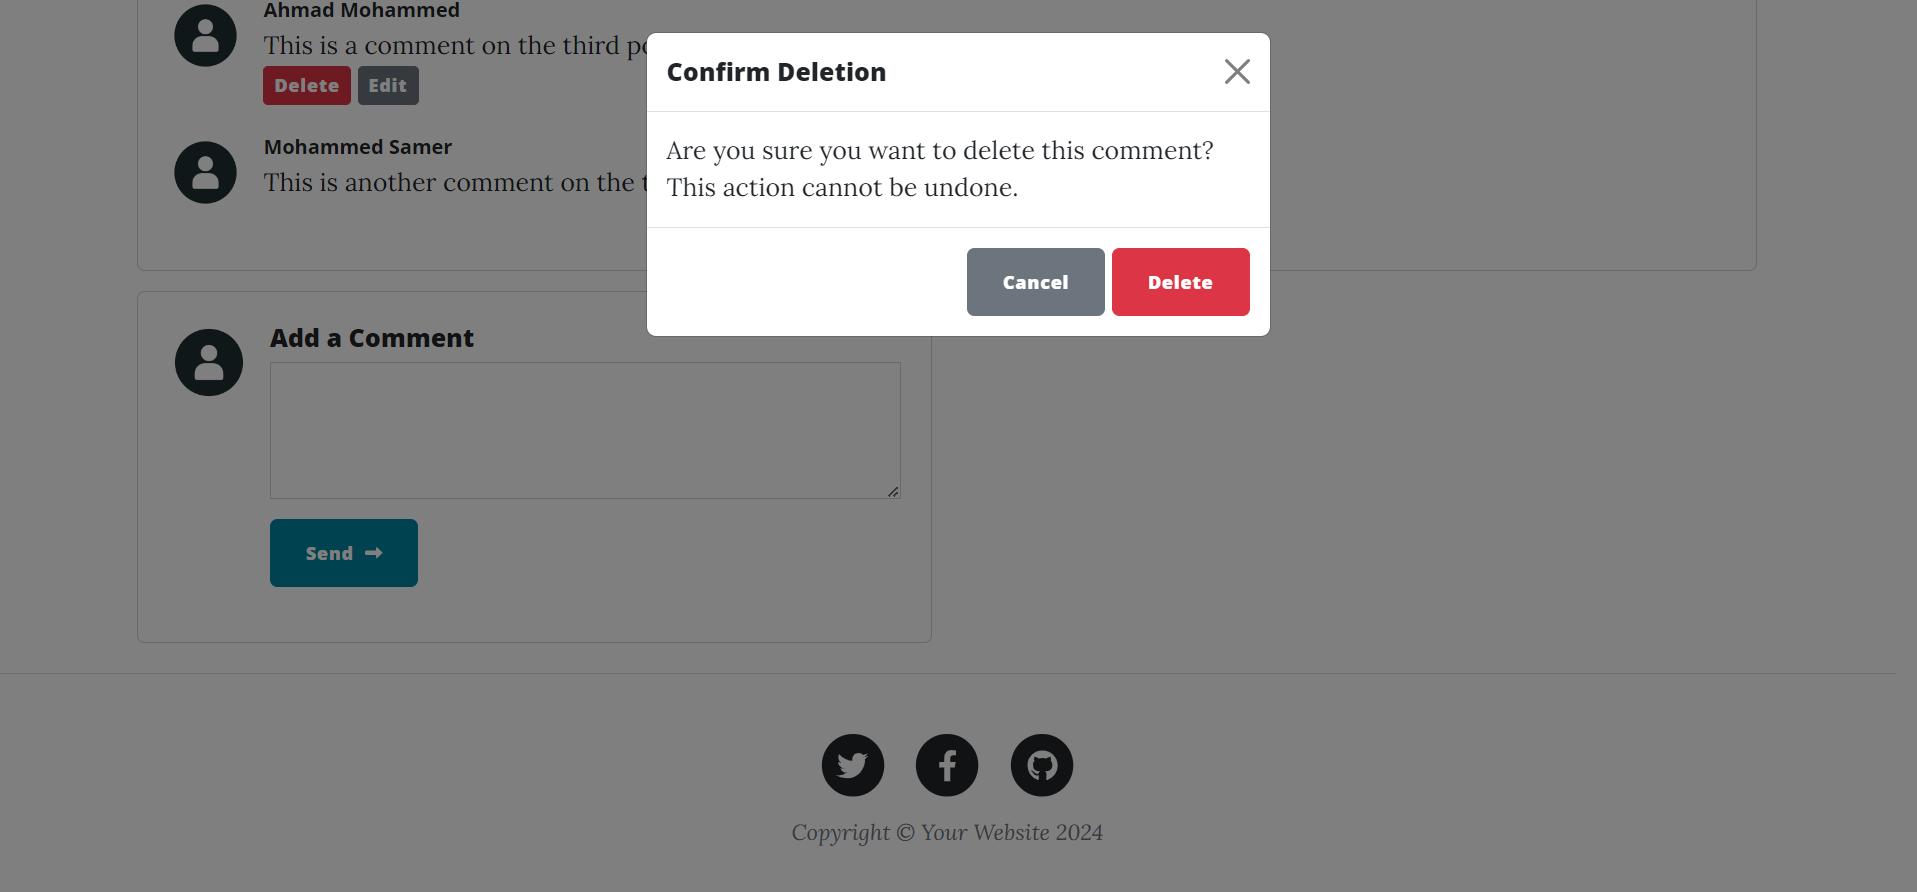 Ahmad Mohammed
This is a comment on the third
Delete Edit
Mohammed Samer
This is another comment on the
Confirm Deletion
Are you sure you want to delete this comment?
This action cannot be undone.
Cancel Delete
Add a Comment
Send
Copyright © Your Website 2024